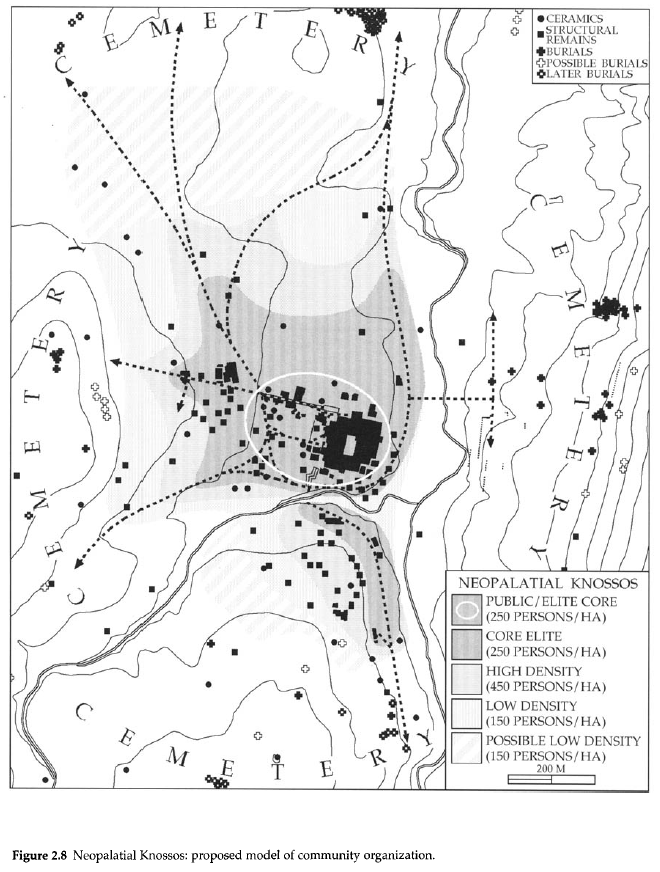 CEMETERY
CERAMICS
STRUCTURAL
REMAINS
BURIALS
POSSIBLE BURIALS
LATER BURIALS
CEMETERY
CEMETERY
NEOPALATIAL KNOSSOS
PUBLIC/ELITE CORE
(250 PERSONS/HA)
CORE ELITE
(250 PERSONS/HA)
HIGH DENSITY
(450 PERSONS/HA)
LOW DENSITY
(150 PERSONS/HA)
POSSIBLE LOW DENSITY
(150 PERSONS/HA)
200 M
CEMETERY
Figure 2.8 Neopalatial Knossos: proposed model of community organization.